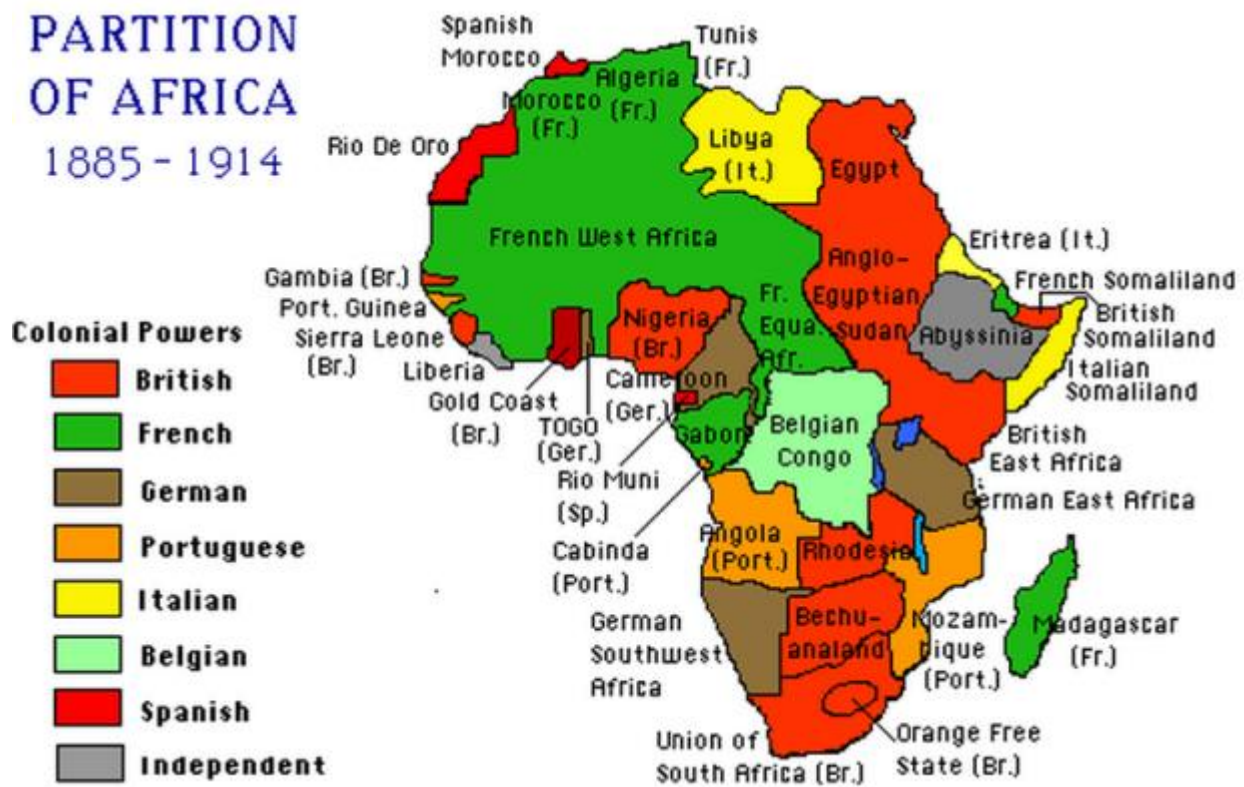 PARTITION
OF AFRICA
1885 - 1914
Spanish
Morocco
Tunis
(Fr.)
Algeria
(Fr.)
Morocco
(Fr.)
Rio De Oro
Libya
(It.)
Egypt
French West Africa
Eritrea (It.)
Anglo-
Egyptian
Sudan
French Somaliland
British
Somaliland
Abyssinia
Italian
Somaliland
Gambia (Br.)
Port. Guinea
Sierra Leone
(Br.)
Liberia
Gold Coast
(Br.)
TOGO
(Ger.)
Nigeria
(Br.)
Fr.
Equa.
Afr.
Cameroon
(Ger.)
Gabon
Rio Muni
(Sp.)
Cabinda
(Port.)
Belgian
Congo
British
East Africa
German East Africa
Angola
(Port.)
Rhodesia
German
Southwest
Africa
Bechu-
analand
Mozam-
bique
(Port.)
Madagascar
(Fr.)
Union of
South Africa (Br.)
Orange Free
State (Br.)
Colonial Powers
British
French
German
Portuguese
Italian
Belgian
Spanish
Independent